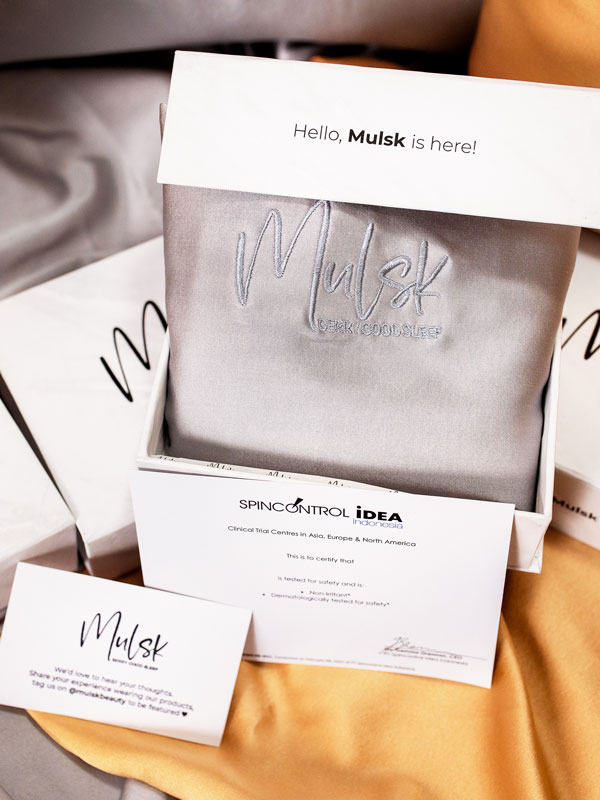 Hello, Mulsk is here!
Mulsk
SPINCONTROL IDEA
Indonesia
Clinical Trial Centres in Asia, Europe & North America
This is to certify that
is tested for safety and is:
• Non-irritant*
• Dermatologically tested for safety*
Mulsk
Mulsk
We'd love to hear your thoughts.
Share your experience wearing our products,
tag us on @mulskbeauty to be featured ♥